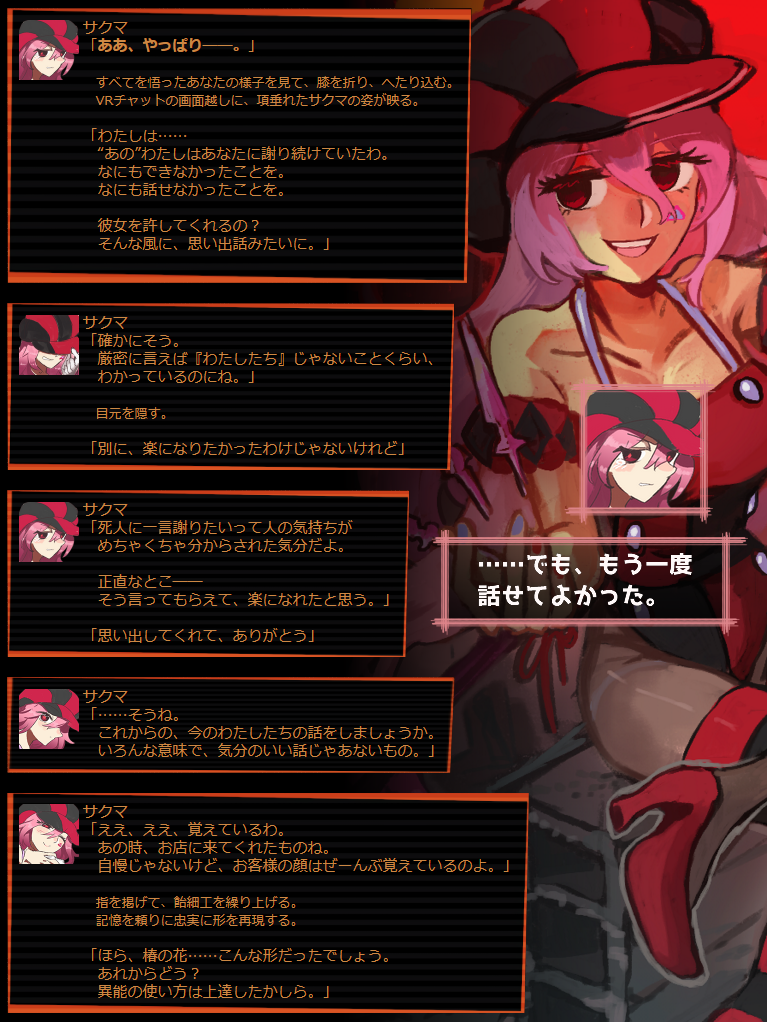 サクマ
「ああ、やっぱり――。」
すべてを悟ったあなたの様子を見て、膝を折り、へたり込む。
VRチャットの画面越しに、項垂れたサクマの姿が映る。
「わたしは……
“あの”わたしはあなたに謝り続けていたわ。
なにもできなかったことを。
なにも話せなかったことを。
彼女を許してくれるの？
そんな風に、思い出話みたいに。」
サクマ
「確かにそう。
厳密に言えば『わたしたち』じゃないことくらい、
わかっているのにね。」
目元を隠す。
「別に、楽になりたかったわけじゃないけれど」
サクマ
「死人に一言謝りたいって人の気持ちが
めちゃくちゃ分からされた気分だよ。
正直なとこ――
そう言ってもらえて、楽になれたと思う。」
「思い出してくれて、ありがとう」
……でも、もう一度
話せてよかった。
サクマ
「……そうね。
これからの、今のわたしたちの話をしましょうか。
いろんな意味で、気分のいい話じゃあないもの。」
サクマ
「ええ、ええ、覚えているわ。
あの時、お店に来てくれたものね。
自慢じゃないけど、お客様の顔はぜーんぶ覚えているのよ。」
指を掲げて、飴細工を繰り上げる。
記憶を頼りに忠実に形を再現する。
「ほら、椿の花……こんな形だったでしょう。
あれからどう？
異能の使い方は上達したかしら。」